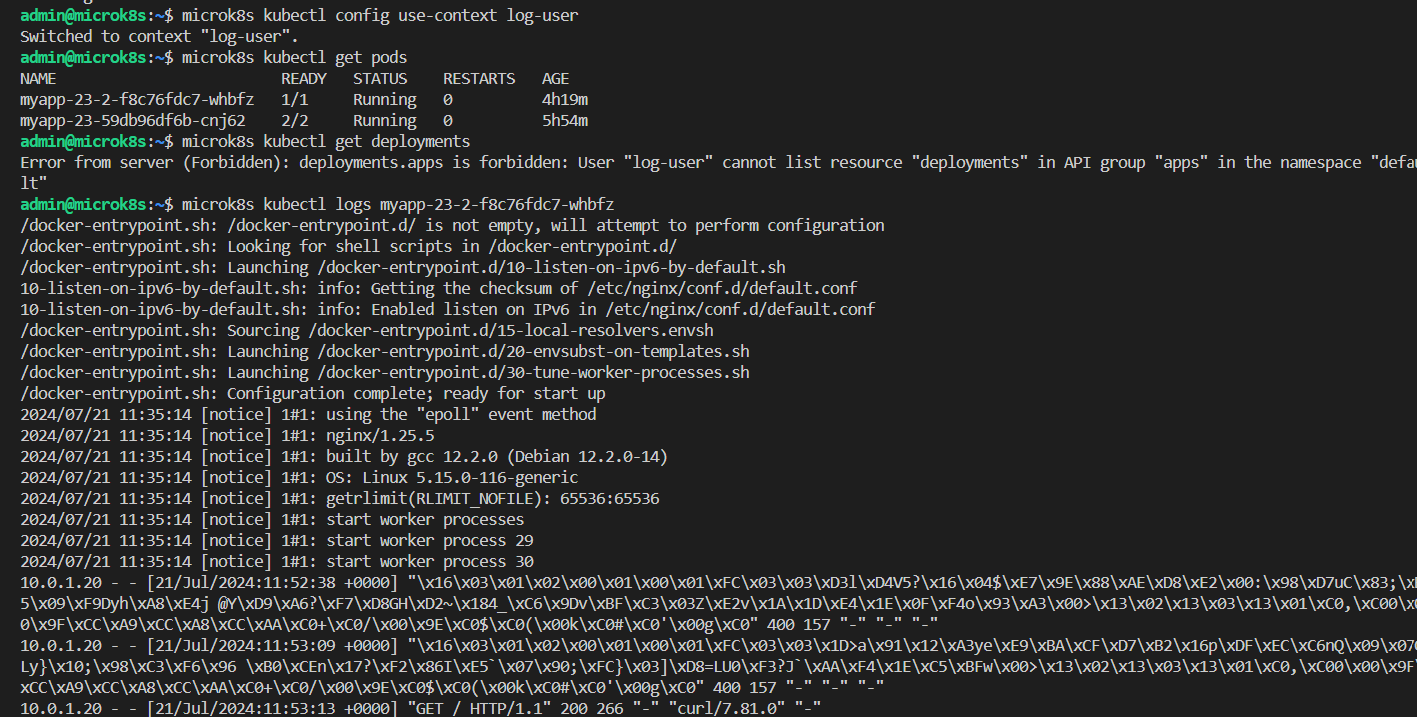 admin@microk8s:~$ microk8s kubectl config use-context log-user
Switched to context "log-user".
admin@microk8s:~$ microk8s kubectl get pods
NAME READY STATUS RESTARTS AGE
myapp-23-2-f8c76fdc7-whbfz 1/1 Running 0 4h19m
myapp-23-59db96df6b-cnj62 2/2 Running 0 5h54m
admin@microk8s:~$ microk8s kubectl get deployments
Error from server (Forbidden): deployments.apps is forbidden: User "log-user" cannot list resource "deployments" in API group "apps" in the namespace "defau
lt"
admin@microk8s:~$ microk8s kubectl logs myapp-23-2-f8c76fdc7-whbfz
/docker-entrypoint.sh: /docker-entrypoint.d/ is not empty, will attempt to perform configuration
/docker-entrypoint.sh: Looking for shell scripts in /docker-entrypoint.d/
/docker-entrypoint.sh: Launching /docker-entrypoint.d/10-listen-on-ipv6-by-default.sh
10-listen-on-ipv6-by-default.sh: info: Getting the checksum of /etc/nginx/conf.d/default.conf
10-listen-on-ipv6-by-default.sh: info: Enabled listen on IPv6 in /etc/nginx/conf.d/default.conf
/docker-entrypoint.sh: Sourcing /docker-entrypoint.d/15-local-resolvers.envsh
/docker-entrypoint.sh: Launching /docker-entrypoint.d/20-envsubst-on-templates.sh
/docker-entrypoint.sh: Launching /docker-entrypoint.d/30-tune-worker-processes.sh
/docker-entrypoint.sh: Configuration complete; ready for start up
2024/07/21 11:35:14 [notice] 1#1: using the "epoll" event method
2024/07/21 11:35:14 [notice] 1#1: nginx/1.25.5
2024/07/21 11:35:14 [notice] 1#1: built by gcc 12.2.0 (Debian 12.2.0-14)
2024/07/21 11:35:14 [notice] 1#1: OS: Linux 5.15.0-116-generic
2024/07/21 11:35:14 [notice] 1#1: getrlimit(RLIMIT_NOFILE): 65536:65536
2024/07/21 11:35:14 [notice] 1#1: start worker processes
2024/07/21 11:35:14 [notice] 1#1: start worker process 29
2024/07/21 11:35:14 [notice] 1#1: start worker process 30
10.0.1.20 - - [21/Jul/2024:11:52:38 +0000] "\x16\x03\x01\x02\x00\x01\x00\x01\xFC\x03\x03\xD3l\xD4V5?\x16\x04$\xE7\x9E\x88\xAE\xD8\xE2\x00:\x98\xD7uC\x83;\
5\x09\xF9Dyh\xA8\xE4j @Y\xD9\xA6?\xF7\xD8GH\xD2~\x184_\xC6\x9Dv\xBF\xC3\x03Z\xE2v\x1A\x1D\xE4\x1E\x0F\xF4o\x93\xA3\x00>\x13\x02\x13\x03\x13\x01\xC0,\xC00\x0
0\x9F\xCC\xA9\xCC\xA8\xCC\xAA\xC0+\xC0/\x00\x9E\xC0$\xC0(\x00k\xC0#\xC0'\x00g\xC0" 400 157 "-" "-" "-"
10.0.1.20 - - [21/Jul/2024:11:53:09 +0000] "\x16\x03\x01\x02\x00\x01\x00\x01\xFC\x03\x03\x1D>a\x91\x12\xA3ye\xE9\xBA\xCF\xD7\xB2\x16p\xDF\xEC\xC6nQ\x09\x07
Ly}\x10;\x98\xC3\xF6\x96 \xB0\xCEn\x17?\xF2\x86I\xE5`\x07\x90;\xFC}\x03]\xD8=LU0\xF3?J`\xAA\xF4\x1E\xC5\xBFw\x00>\x13\x02\x13\x03\x13\x01\xC0,\xC00\x00\x9F\
\xCC\xA9\xCC\xA8\xCC\xAA\xC0+\xC0/\x00\x9E\xC0$\xC0(\x00k\xC0#\xC0'\x00g\xC0" 400 157 "-" "-" "-"
10.0.1.20 - - [21/Jul/2024:11:53:13 +0000] "GET / HTTP/1.1" 200 266 "-" "curl/7.81.0" "-"